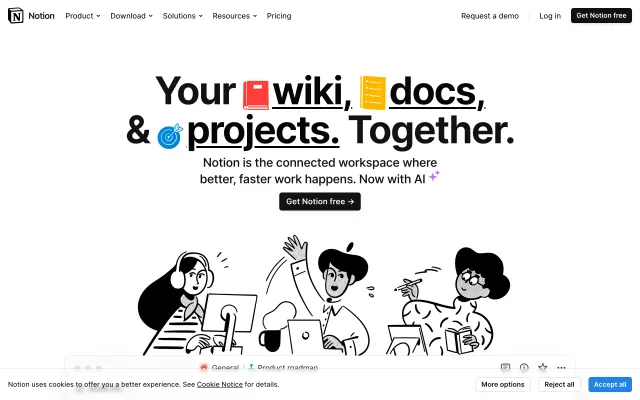 Notion Product Download Solutions Resources Pricing Request a demo Log in Get Notion free
Your wiki, docs,
& projects. Together.
Notion is the connected workspace where
better, faster work happens. Now with AI
Get Notion free →
General / Product roadmap
Notion uses cookies to offer you a better experience. See Cookie Notice for details. More options Reject all Accept all